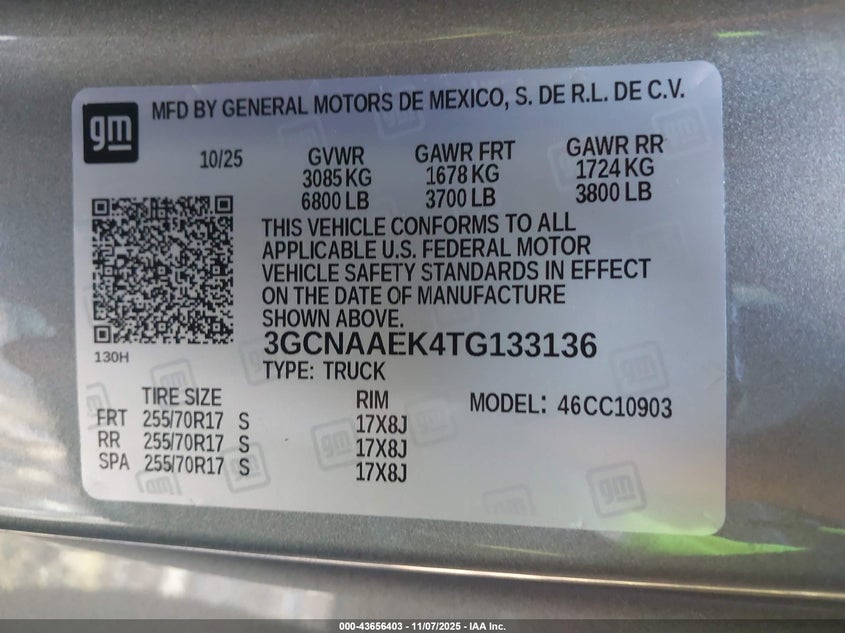 gm
MFD BY GENERAL MOTORS DE MEXICO, S. DE R.L. DE C.V.
10/25 GVWR GAWR FRT GAWR RR
3085 KG 1678 KG 1724 KG
6800 LB 3700 LB 3800 LB
THIS VEHICLE CONFORMS TO ALL
APPLICABLE U.S. FEDERAL MOTOR
VEHICLE SAFETY STANDARDS IN EFFECT
ON THE DATE OF MANUFACTURE
SHOWN ABOVE.
130H
3GCNAAEK4TG133136
TYPE: TRUCK
TIRE SIZE RIM MODEL: 46CC10903
FRT 255/70R17 S 17X8J
RR 255/70R17 S 17X8J
SPA 255/70R17 S 17X8J
000-43656403 - 11/07/2025 - IAA Inc.